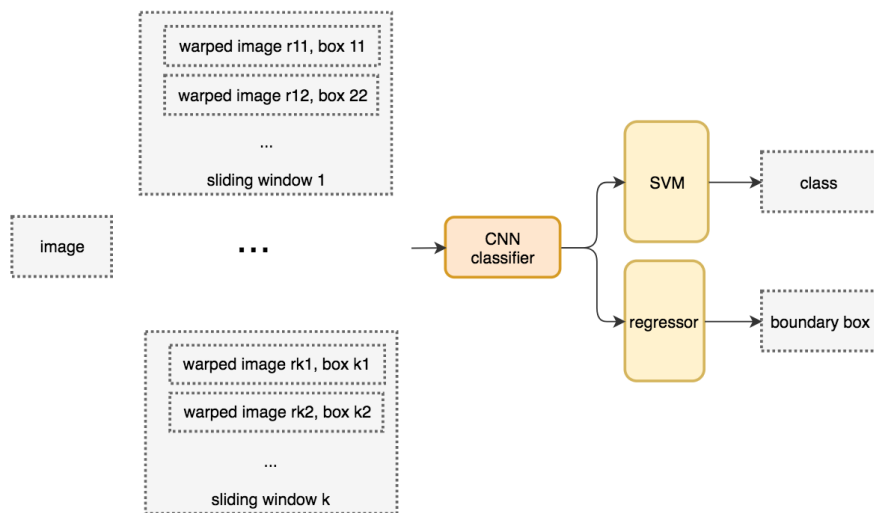 warped image r11, box 11
warped image r12, box 22
...
sliding window 1
image
...
CNN
classifier
SVM
class
regressor
boundary box
warped image rk1, box k1
warped image rk2, box k2
...
sliding window k